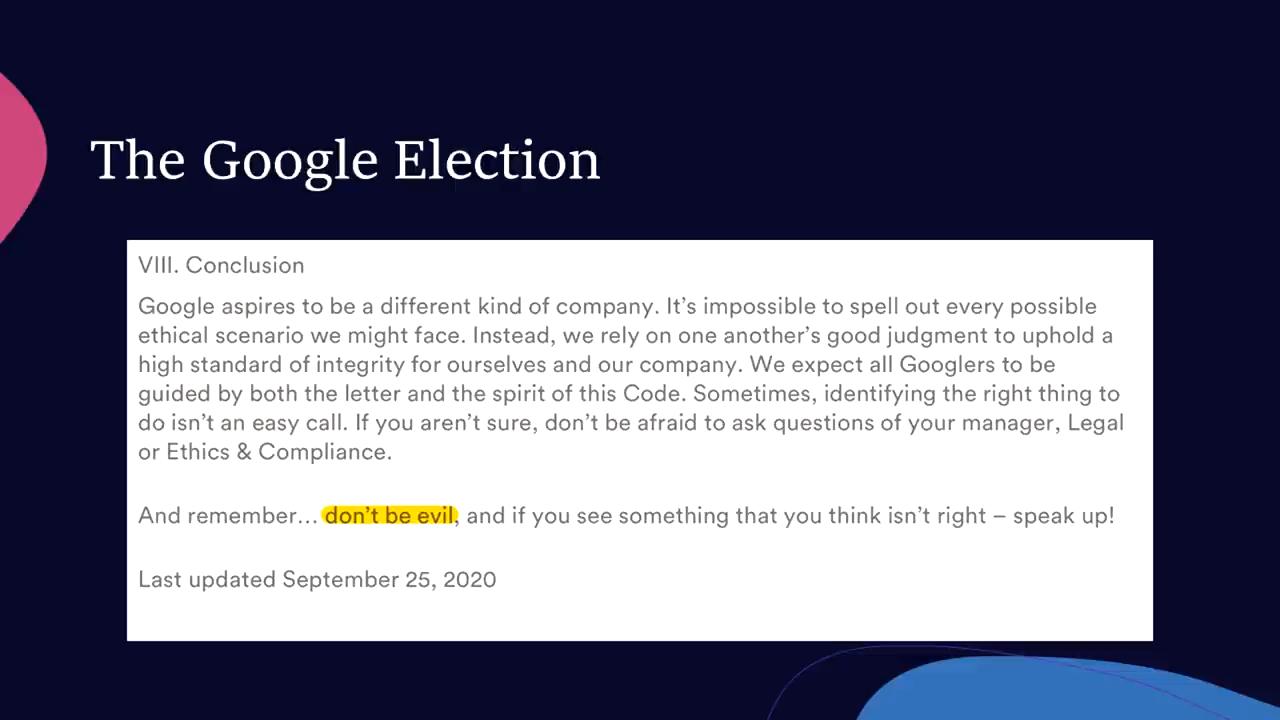 The Google Election
VIII. Conclusion
Google aspires to be a different kind of company. It’s impossible to spell out every possible
ethical scenario we might face. Instead, we rely on one another’s good judgment to uphold a
high standard of integrity for ourselves and our company. We expect all Googlers to be
guided by both the letter and the spirit of this Code. Sometimes, identifying the right thing to
do isn’t an easy call. If you aren’t sure, don’t be afraid to ask questions of your manager, Legal
or Ethics & Compliance.
And remember… don’t be evil, and if you see something that you think isn’t right – speak up!
Last updated September 25, 2020